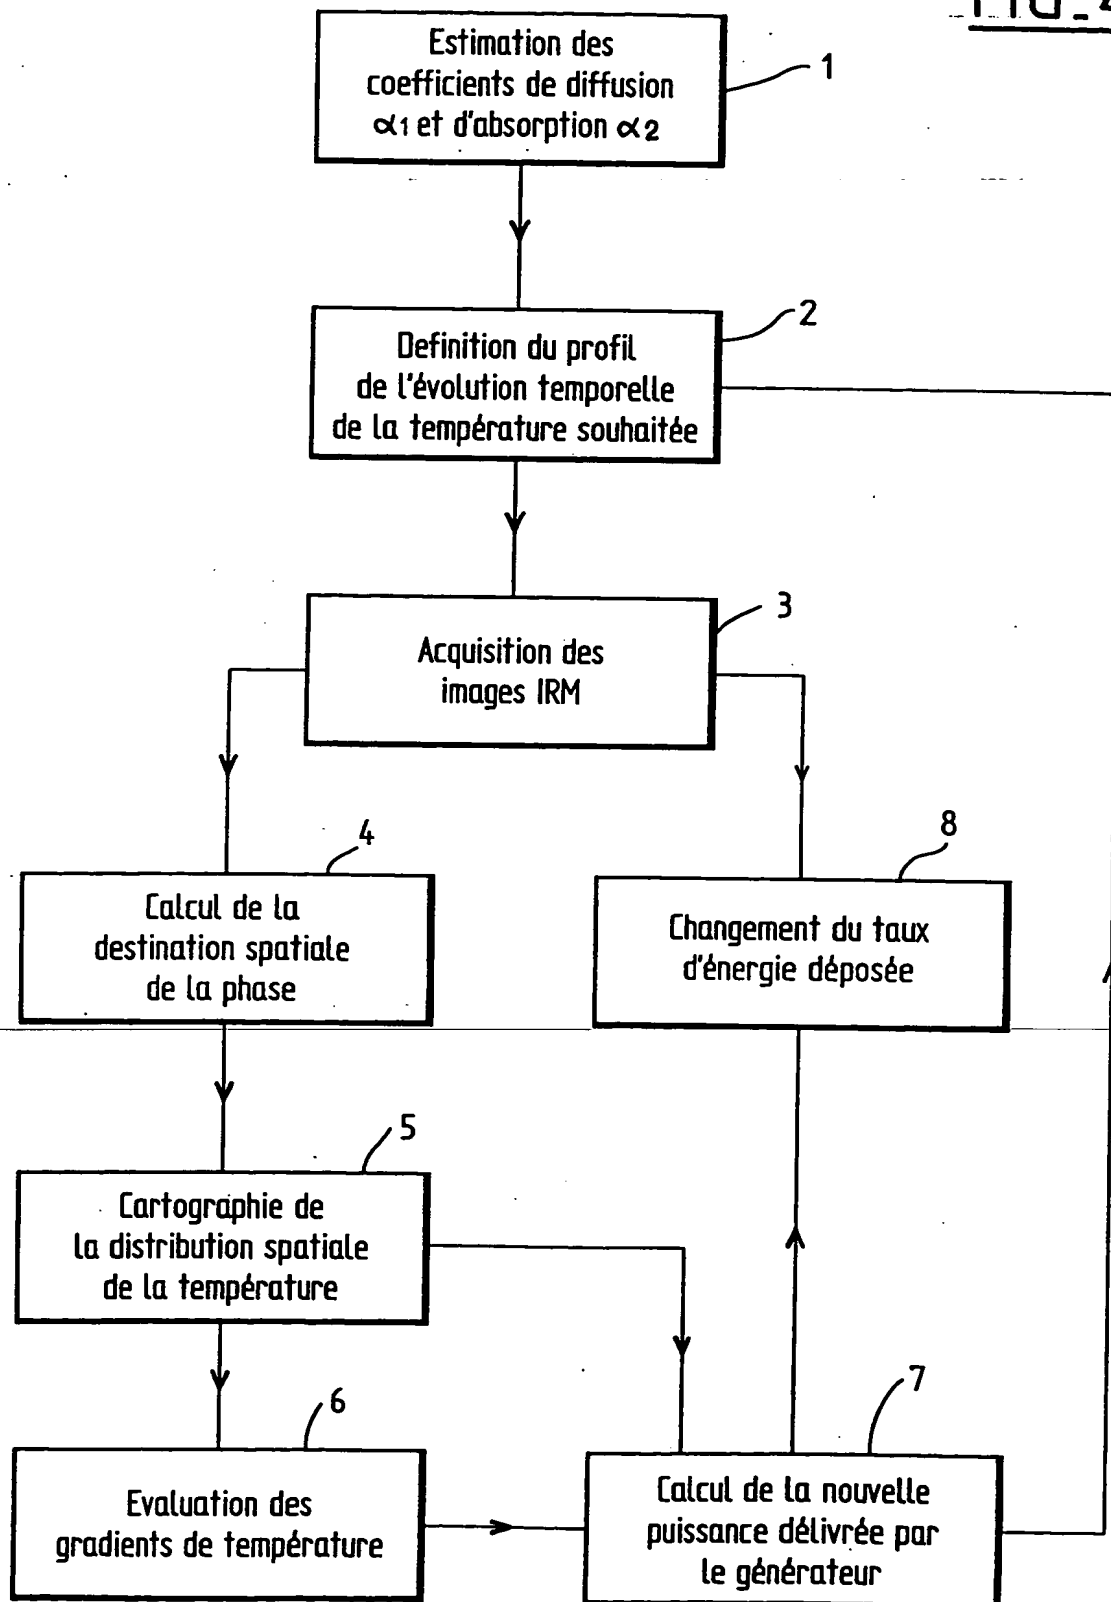 FIG_4
Estimation des
coefficients de diffusion
α1 et d'absorption α2
1
Definition du profil
de l'évolution temporelle
de la température souhaitée
2
Acquisition des
images IRM
3
Calcul de la
destination spatiale
de la phase
4
Changement du taux
d'énergie déposée
8
Cartographie de
la distribution spatiale
de la température
5
Evaluation des
gradients de température
6
Calcul de la nouvelle
puissance délivrée par
le générateur
7